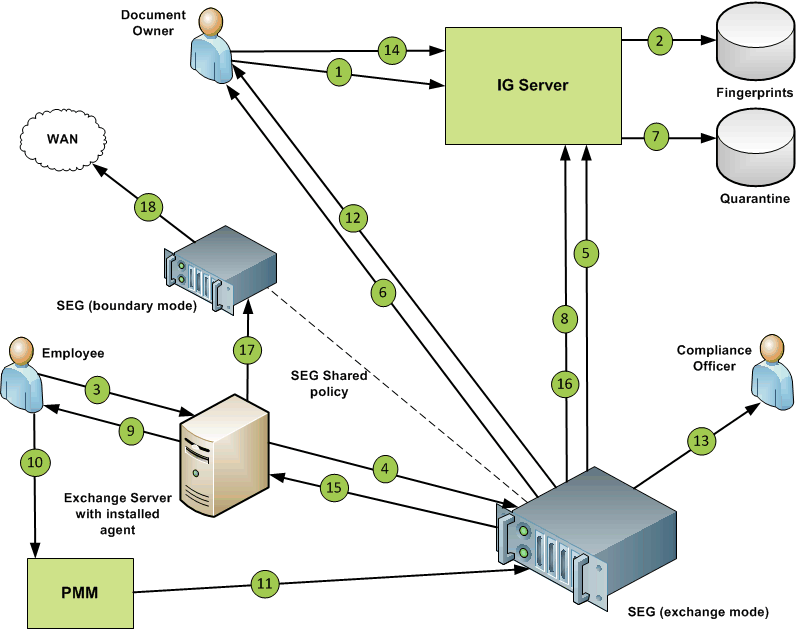 Document
Owner
14
1
IG Server
2
Fingerprints
7
Quarantine
WAN
18
12
5
6
SEG (boundary mode)
8
17
SEG Shared
policy
Employee
3
9
16
Compliance
Officer
13
10
4
15
Exchange Server
with installed
agent
PMM
11
SEG (exchange mode)